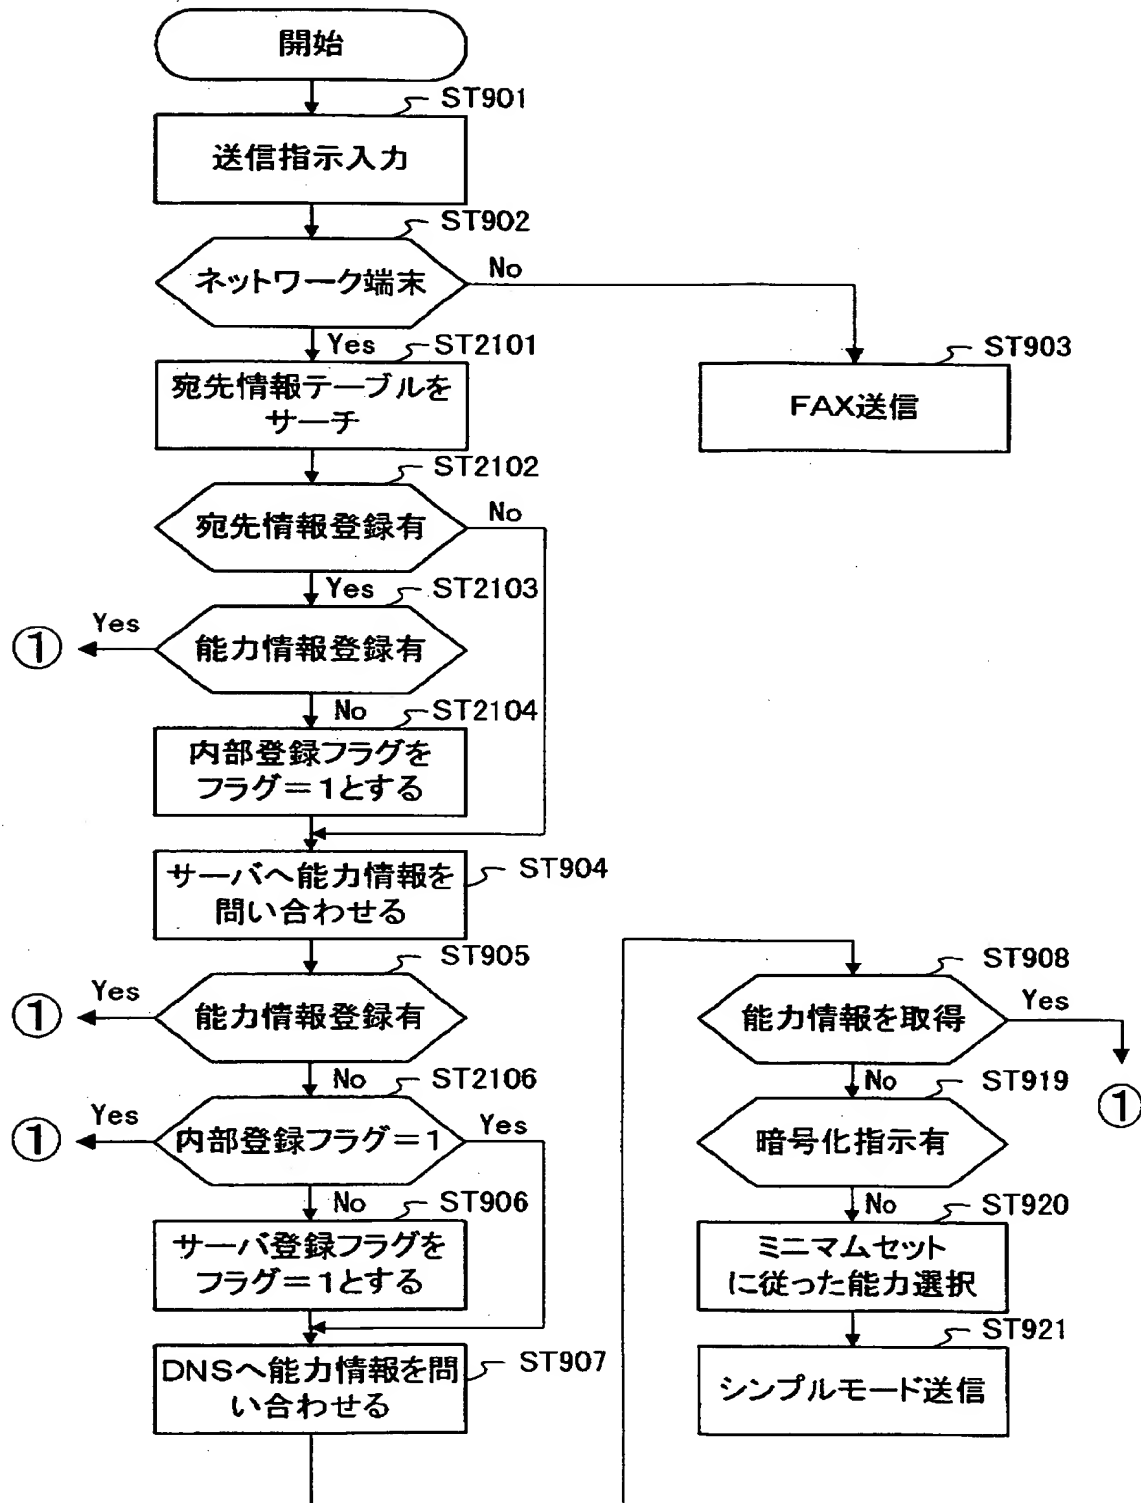 開始
ST901
送信指示入力
ST902
ネットワーク端末
No
Yes
ST2101
宛先情報テーブルを
サーチ
ST903
FAX送信
ST2102
宛先情報登録有
No
Yes
ST2103
Yes
①
能力情報登録有
No
ST2104
内部登録フラグを
フラグ＝1とする
サーバへ能力情報を
問い合わせる
ST904
ST905
Yes
①
能力情報登録有
No
ST2106
Yes
①
内部登録フラグ＝1
Yes
No
ST906
サーバ登録フラグを
フラグ＝1とする
DNSへ能力情報を問
い合わせる
ST907
ST908
能力情報を取得
Yes
①
No
ST919
暗号化指示有
No
ST920
ミニマムセット
に従った能力選択
ST921
シンプルモード送信